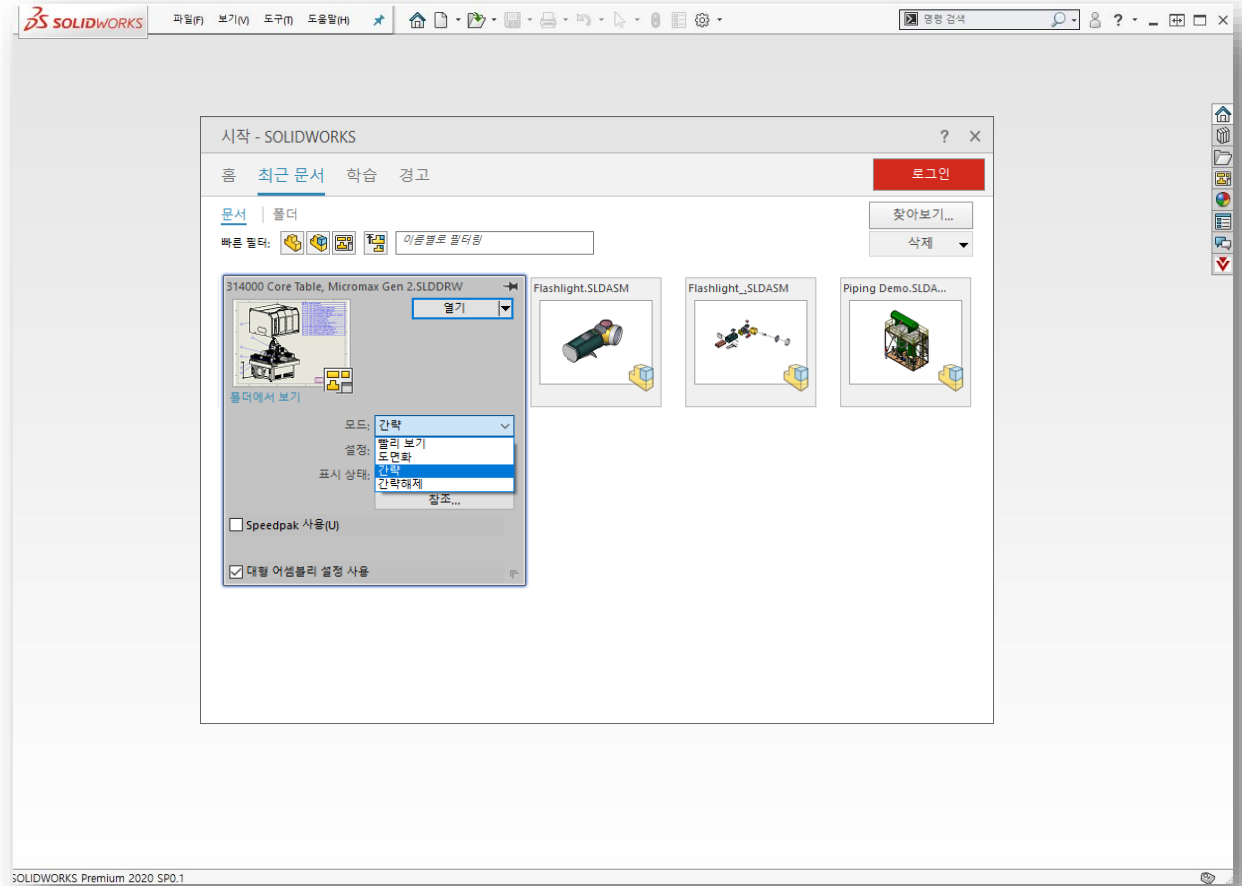 SOLIDWORKS 파일(F) 보기(V) 도구(T) 도움말(H) 명령 검색
시작 - SOLIDWORKS
홈 최근 문서 학습 경고 로그인
문서 폴더 찾아보기...
빠른 필터: 이름별로 필터링 삭제
314000 Core Table, Micromax Gen 2.SLDDRW
열기
폴더에서 보기
모드: 간략
빨리 보기
설정:
도면화
간략
표시 상태:
간략해제
참조...
Speedpak 사용(U)
대형 어셈블리 설정 사용
Flashlight.SLDASM
Flashlight_.SLDASM
Piping Demo.SLDA...
SOLIDWORKS Premium 2020 SP0.1